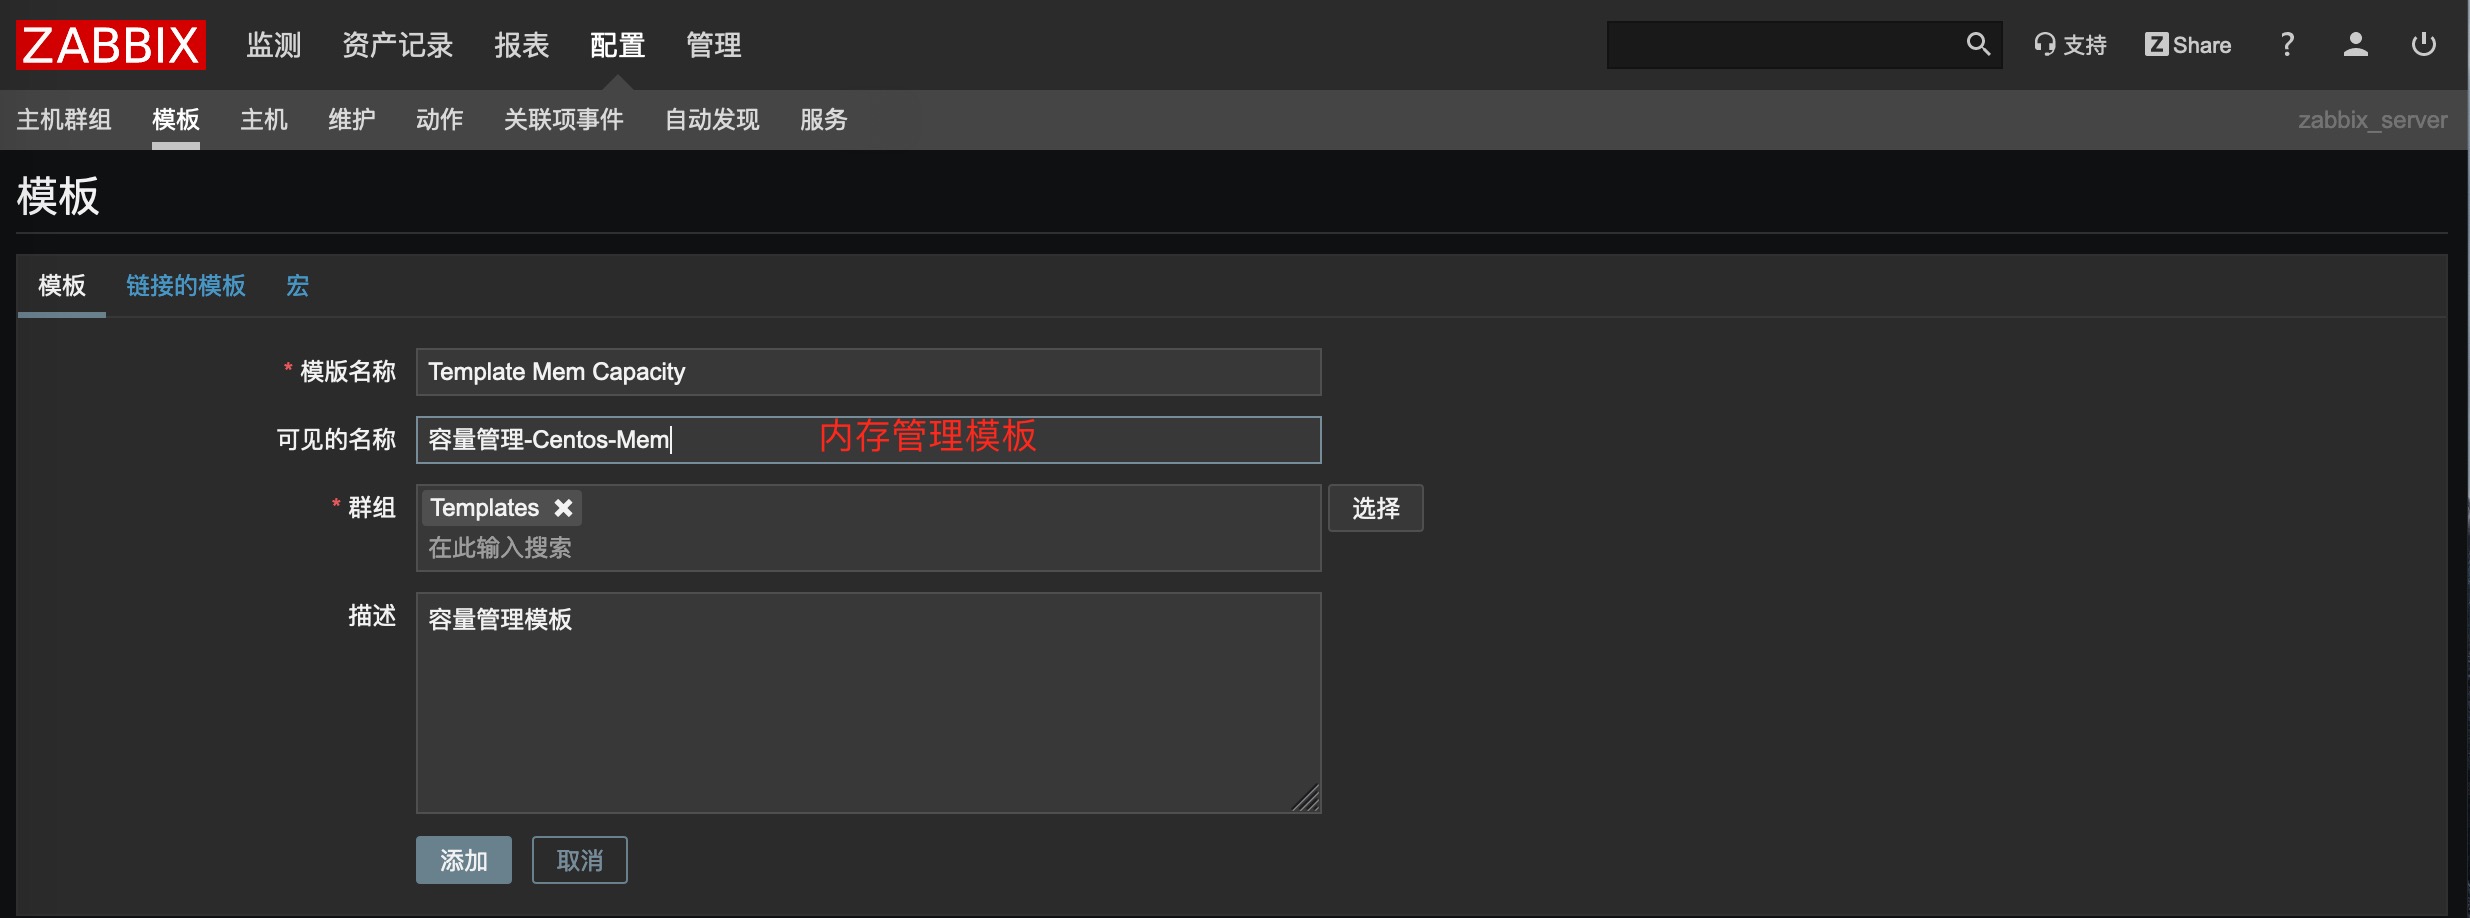 ZABBIX 监测 资产记录 报表 配置 管理 支持 Z Share ?
主机群组 模板 主机 维护 动作 关联项事件 自动发现 服务 zabbix_server
模板
模板 链接的模板 宏
* 模版名称 Template Mem Capacity
可见的名称 容量管理-Centos-Mem 内存管理模板
* 群组 Templates 选择
在此输入搜索
描述 容量管理模板
添加 取消